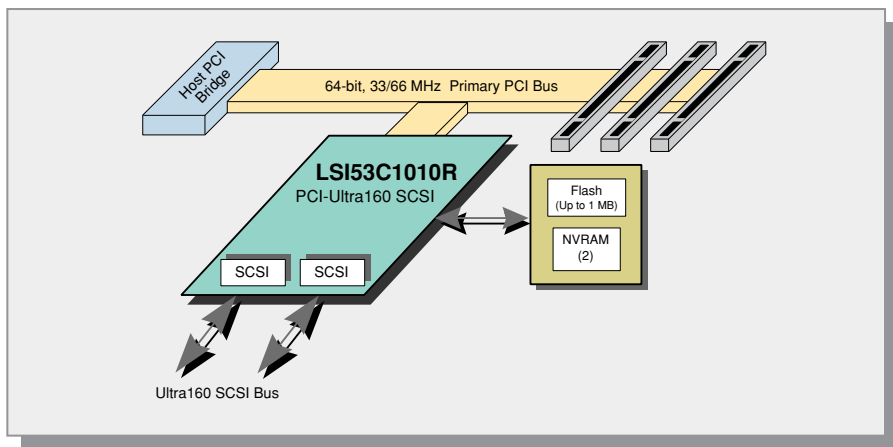 Host PCI
Bridge
64-bit, 33/66 MHz  Primary PCI Bus
LSI53C1010R
PCI-Ultra160 SCSI
Flash
(Up to 1 MB)
NVRAM
(2)
SCSI
SCSI
Ultra160 SCSI Bus